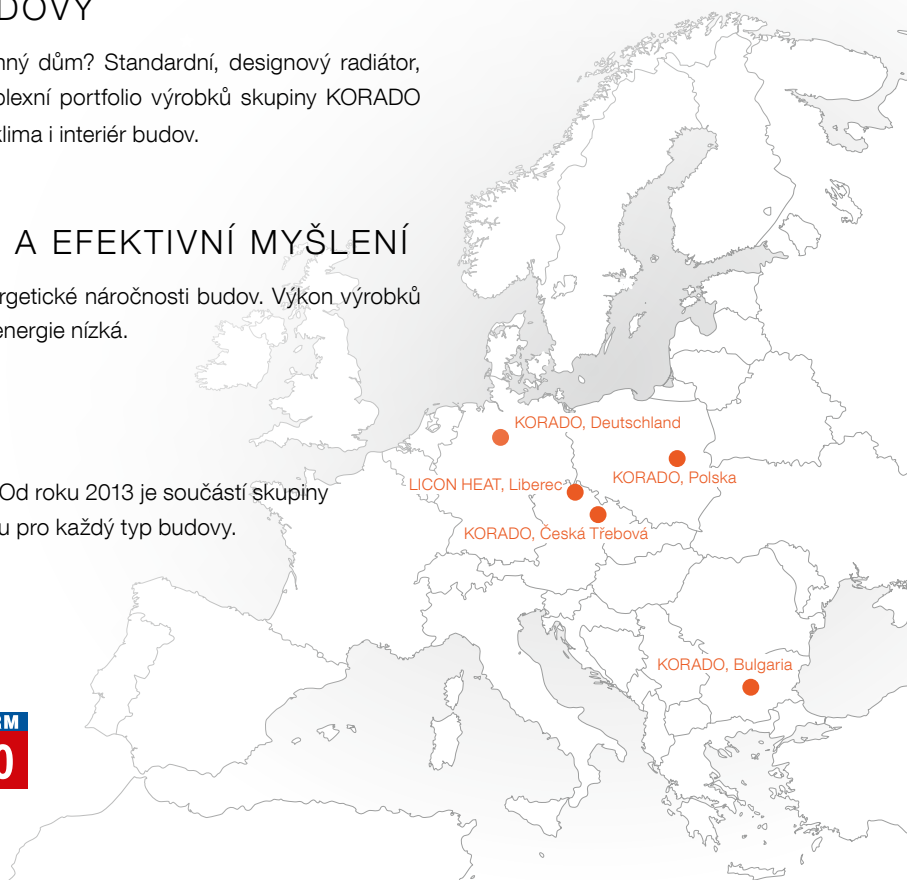 DOVY
nný dům? Standardní, designový radiátor,
plexní portfolio výrobků skupiny KORADO
klima i interiér budov.
A EFEKTIVNÍ MYŠLENÍ
rgetické náročnosti budov. Výkon výrobků
energie nízká.
KORADO, Deutschland
KORADO, Polska
LICON HEAT, Liberec
Od roku 2013 je součástí skupiny
u pro každý typ budovy.
KORADO, Česká Třebová
KORADO, Bulgaria
RM
0